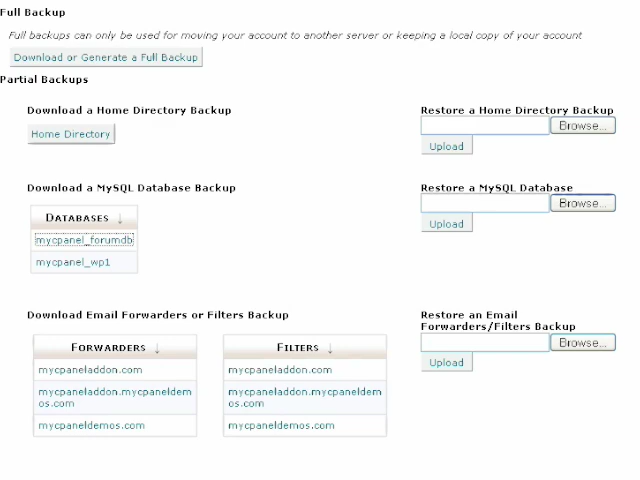 Full Backup
Full backups can only be used for moving your account to another server or keeping a local copy of your account
Download or Generate a Full Backup
Partial Backups
Download a Home Directory Backup
Home Directory
Restore a Home Directory Backup
Browse...
Upload
Download a MySQL Database Backup
DATABASES ↓
mycpanel_forumdb
mycpanel_wp1
Restore a MySQL Database
Browse...
Upload
Download Email Forwarders or Filters Backup
FORWARDERS ↓
mycpaneladdon.com
mycpaneladdon.mycpaneldem
os.com
mycpaneldemos.com
FILTERS ↓
mycpaneladdon.com
mycpaneladdon.mycpaneldem
os.com
mycpaneldemos.com
Restore an Email
Forwarders/Filters Backup
Browse...
Upload